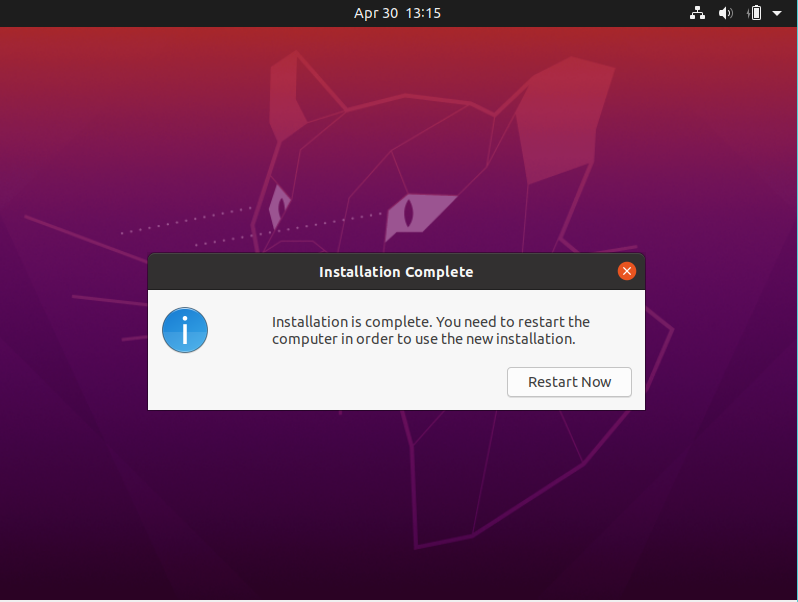 Apr 30 13:15
Installation Complete
Installation is complete. You need to restart the
computer in order to use the new installation.
Restart Now